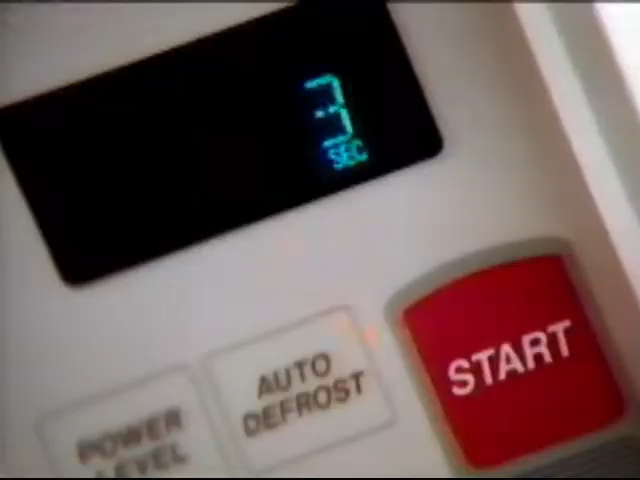 3
SEC
START
AUTO
DEFROST
POWER
LEVEL